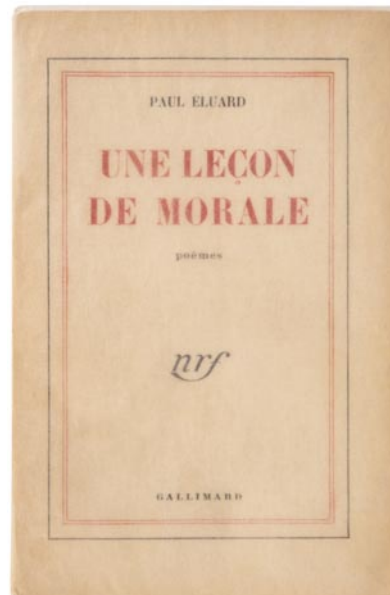 PAUL ELUARD
UNE LEÇON
DE MORALE
poèmes
nrf
GALLIMARD